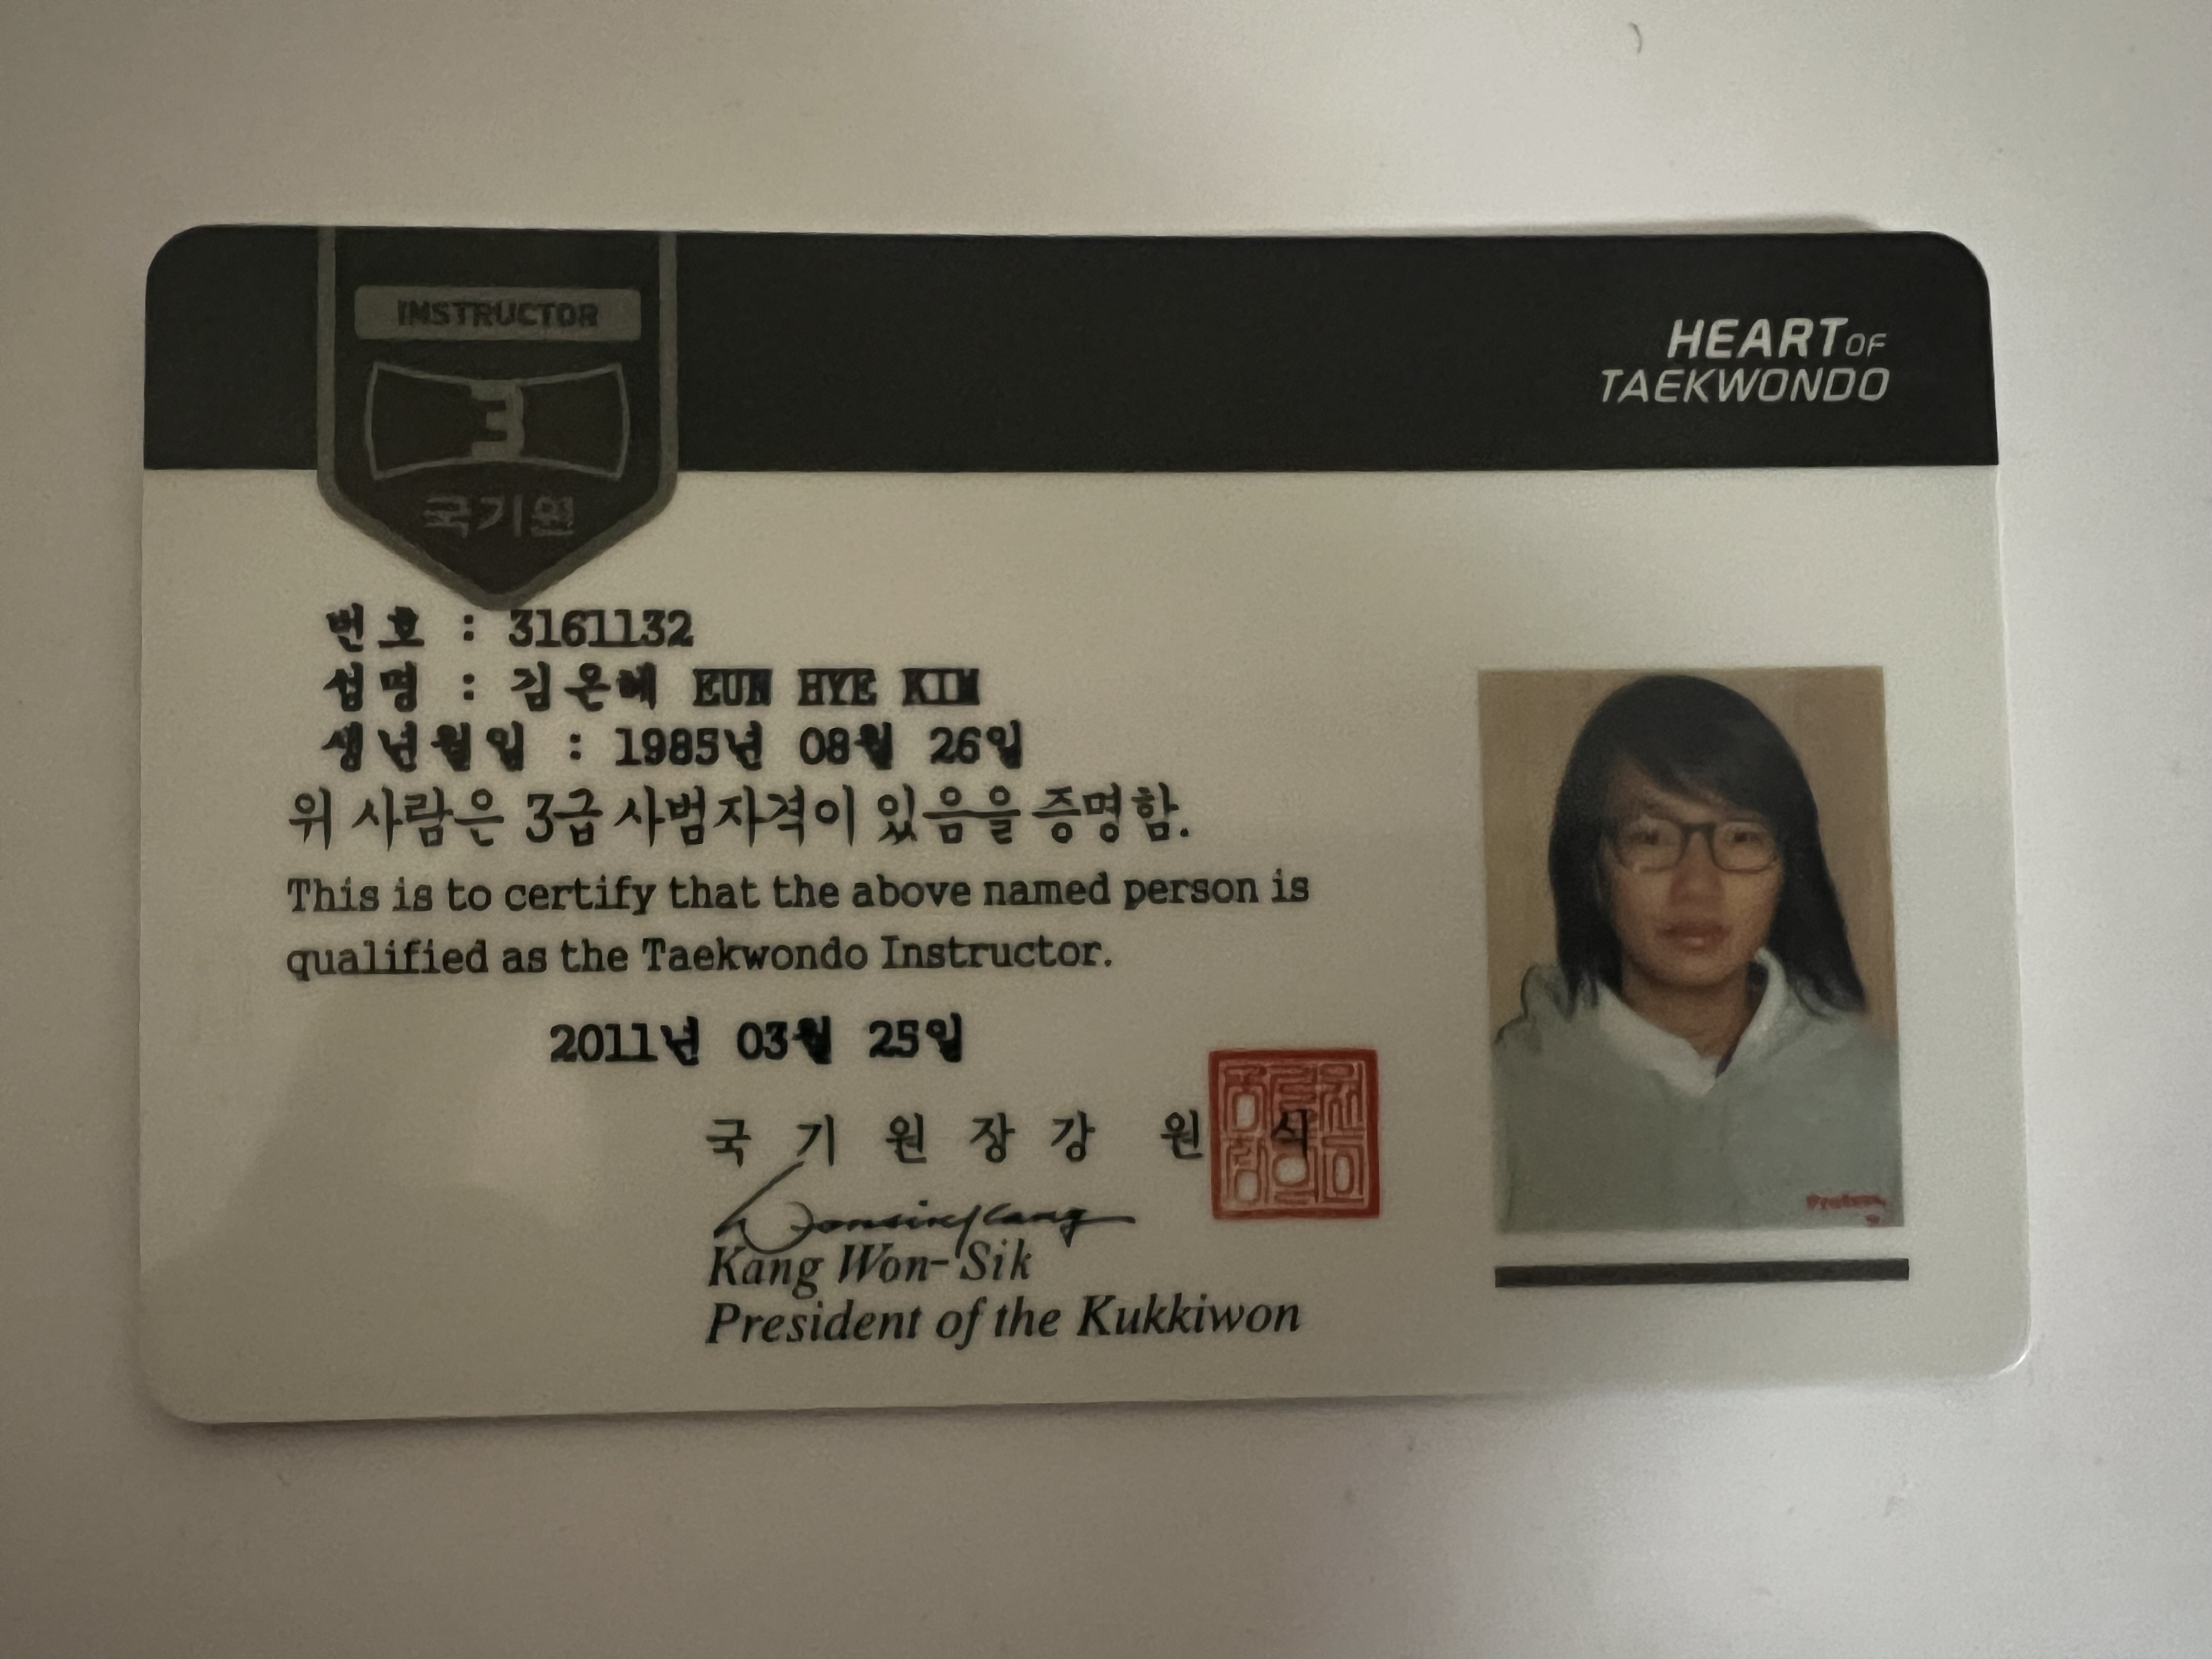 INSTRUCTOR
3
국기원
HEART OF
TAEKWONDO
번호 : 3161132
성명 : 김은혜 EUN HYE KIM
생년월일 : 1985년 08월 26일
위 사람은 3급 사범자격이 있음을 증명함.
This is to certify that the above named person is
qualified as the Taekwondo Instructor.
2011년 03월 25일
국 기 원 장 강 원 식
Kang Won-Sik
President of the Kukkiwon